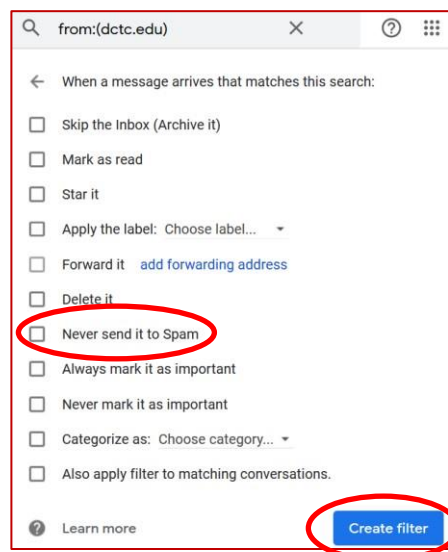 from:(dctc.edu)
When a message arrives that matches this search:
Skip the Inbox (Archive it)
Mark as read
Star it
Apply the label: Choose label...
Forward it add forwarding address
Delete it
Never send it to Spam
Always mark it as important
Never mark it as important
Categorize as: Choose category...
Also apply filter to matching conversations.
Learn more Create filter